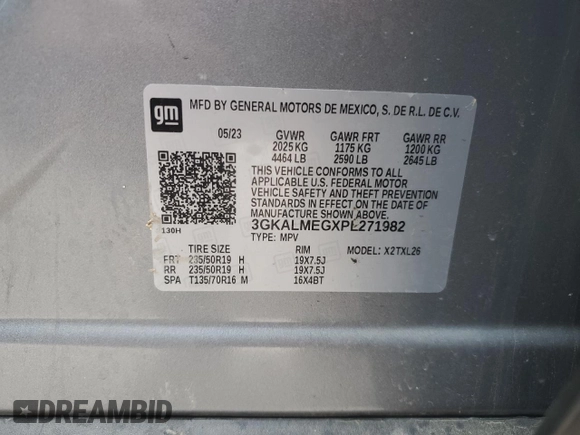 gm
MFD BY GENERAL MOTORS DE MEXICO, S. DE R.L. DE C.V.
05/23 GVWR GAWR FRT GAWR RR
2025 KG 1175 KG 1200 KG
4464 LB 2590 LB 2645 LB
THIS VEHICLE CONFORMS TO ALL
APPLICABLE U.S. FEDERAL MOTOR
VEHICLE SAFETY AND THEFT PREVENTION
STANDARDS IN EFFECT ON THE DATE OF
MANUFACTURE SHOWN ABOVE.
130H
3GKALMEGXPL271982
TYPE: MPV MODEL: X2TXL26
TIRE SIZE RIM
FRT 235/50R19 H 19X7.5J
RR 235/50R19 H 19X7.5J
SPA T135/70R16 M 16X4BT
DREAMBID